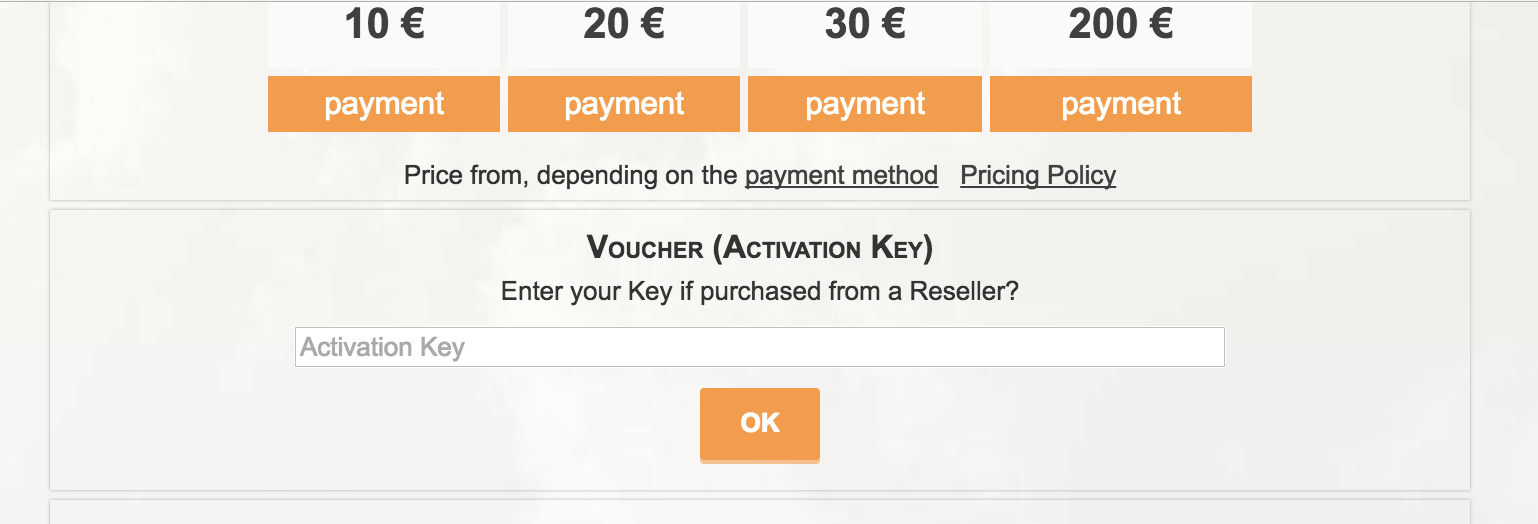 10 € 20 € 30 € 200 €
payment payment payment payment
Price from, depending on the payment method Pricing Policy
Voucher (Activation Key)
Enter your Key if purchased from a Reseller?
Activation Key
OK